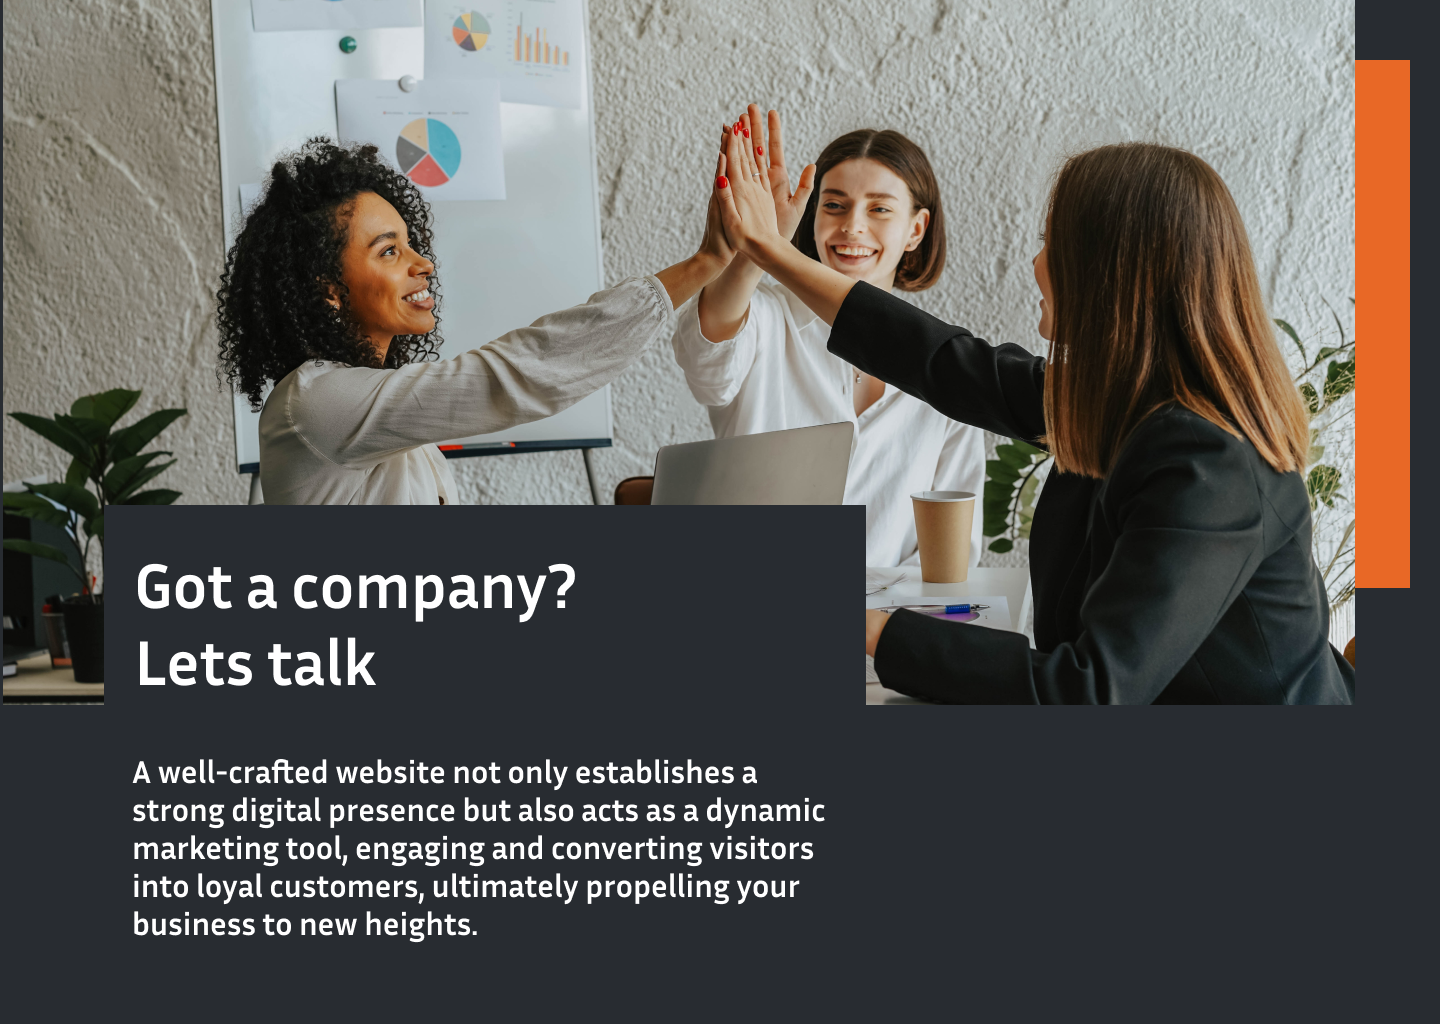 Got a company?
Lets talk
A well-crafted website not only establishes a
strong digital presence but also acts as a dynamic
marketing tool, engaging and converting visitors
into loyal customers, ultimately propelling your
business to new heights.